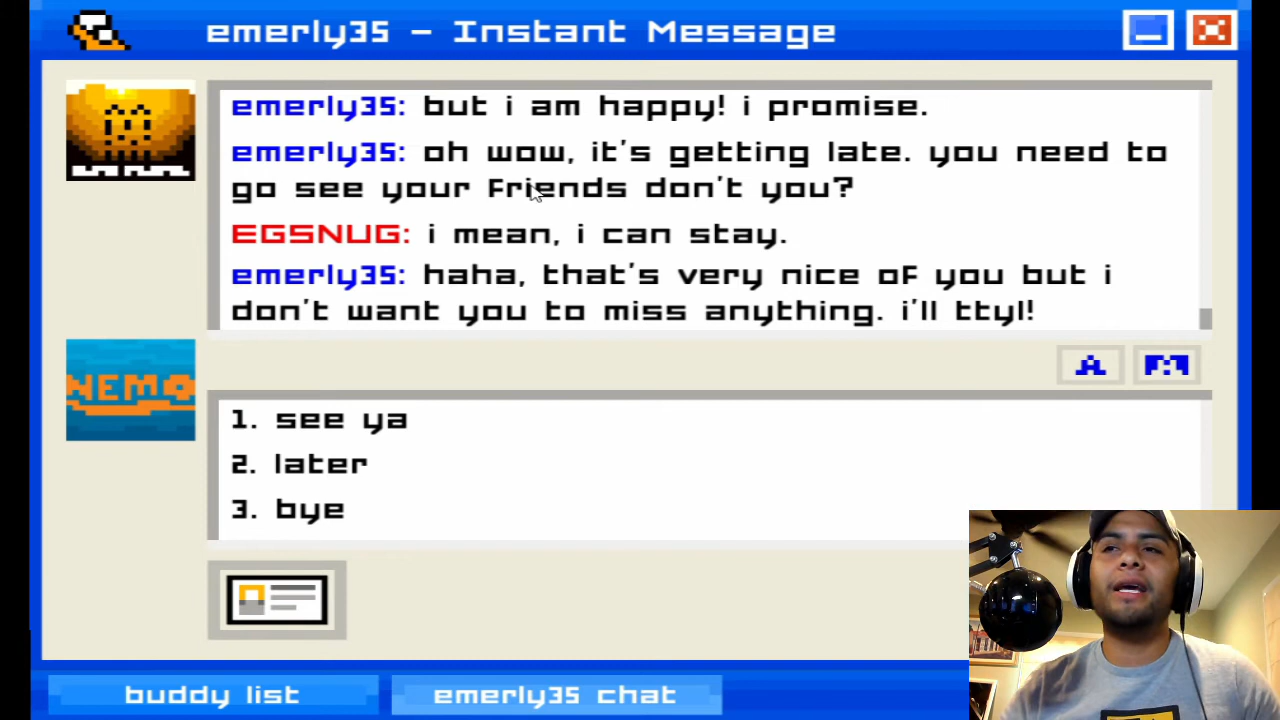 emerly35 - Instant Message
emerly35: but i am happy! i promise.
emerly35: oh wow, it's getting late. you need to
go see your friends don't you?
EGSNUG: i mean, i can stay.
emerly35: haha, that's very nice of you but i
don't want you to miss anything. i'll ttyl!
A
NEMO
1. see ya
2. later
3. bye
buddy list
emerly35 chat